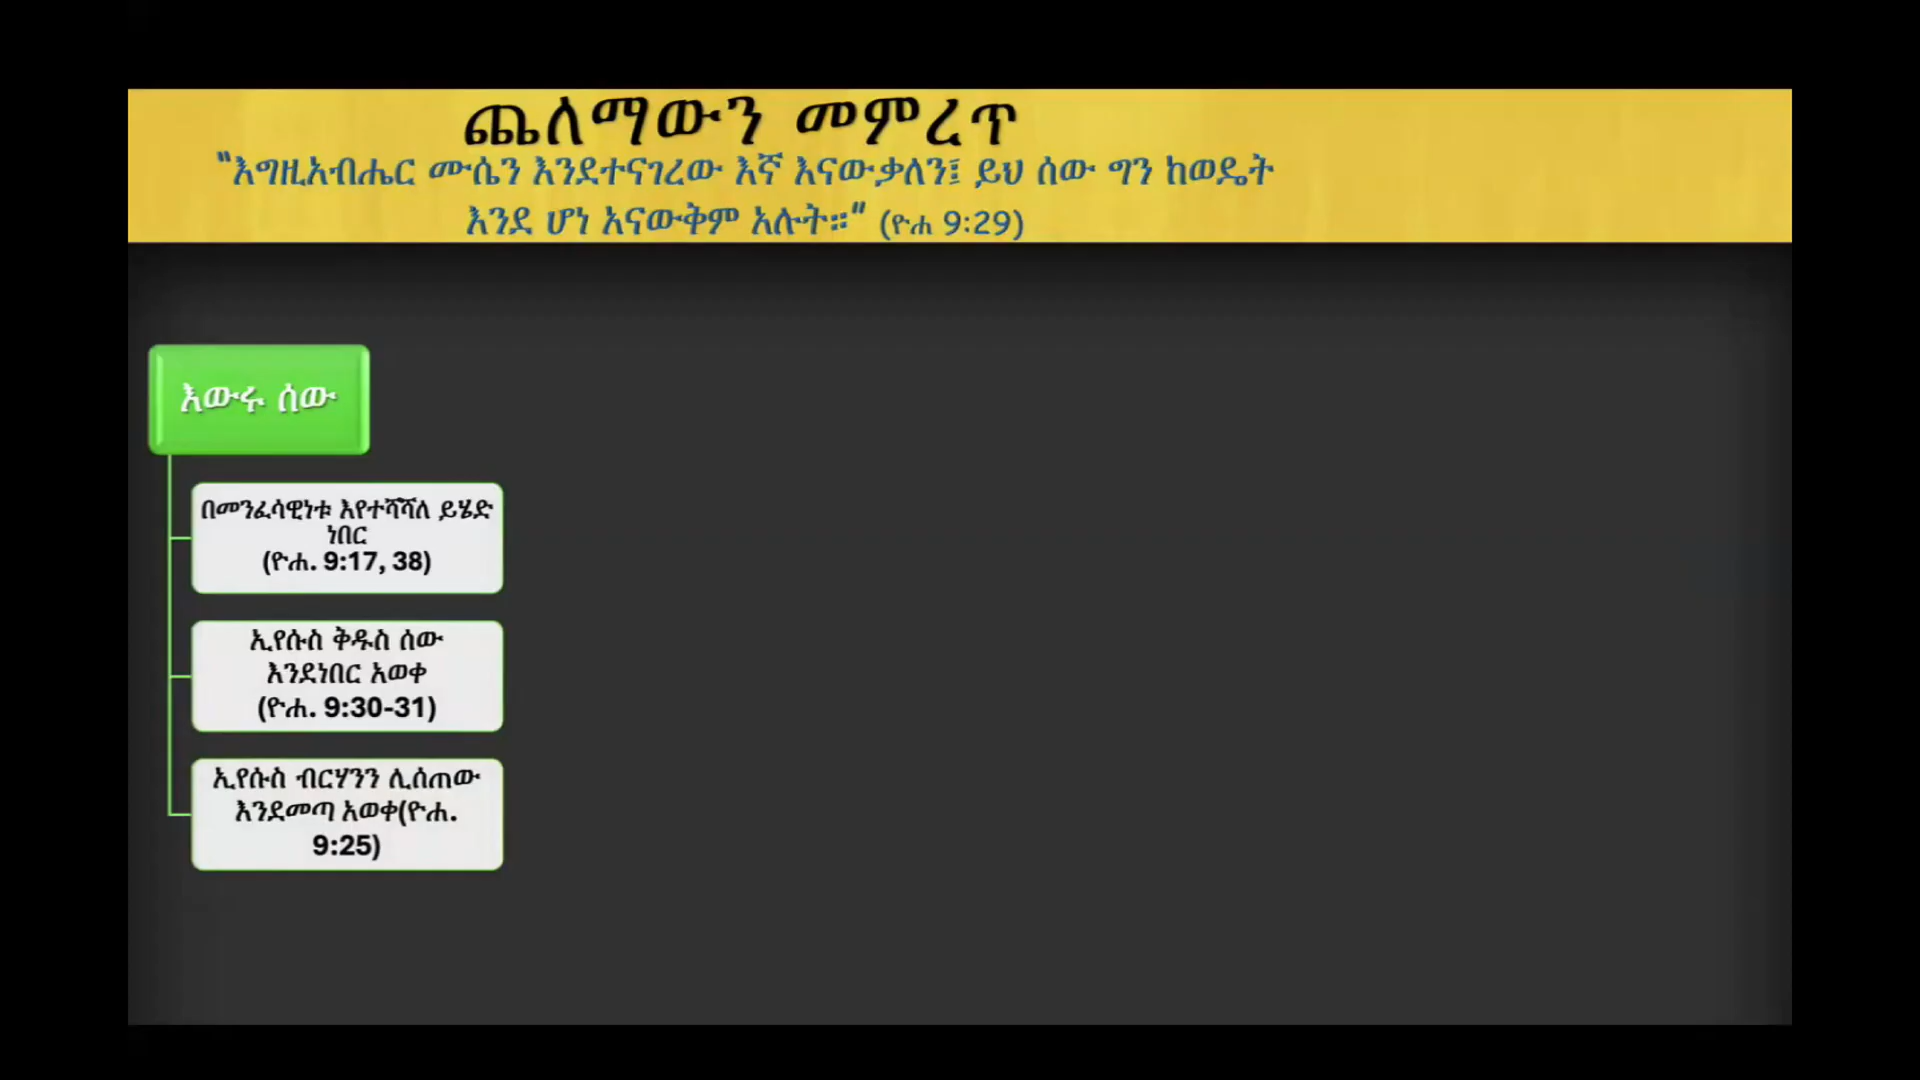 ጨለማውን መምረጥ
"እግዚአብሔር ሙሴን እንደተናገረው እኛ እናውቃለን፤ ይህ ሰው ግን ከወዴት
እንደ ሆነ አናውቅም አሉት።" (ዮሐ 9:29)
እውሩ ሰው
በመንፈሳዊነቱ እየተሻሻለ ይሄድ
ነበር
(ዮሐ. 9:17, 38)
ኢየሱስ ቅዱስ ሰው
እንደነበር አወቀ
(ዮሐ. 9:30-31)
ኢየሱስ ብርሃንን ሊሰጠው
እንደመጣ አወቀ(ዮሐ.
9:25)